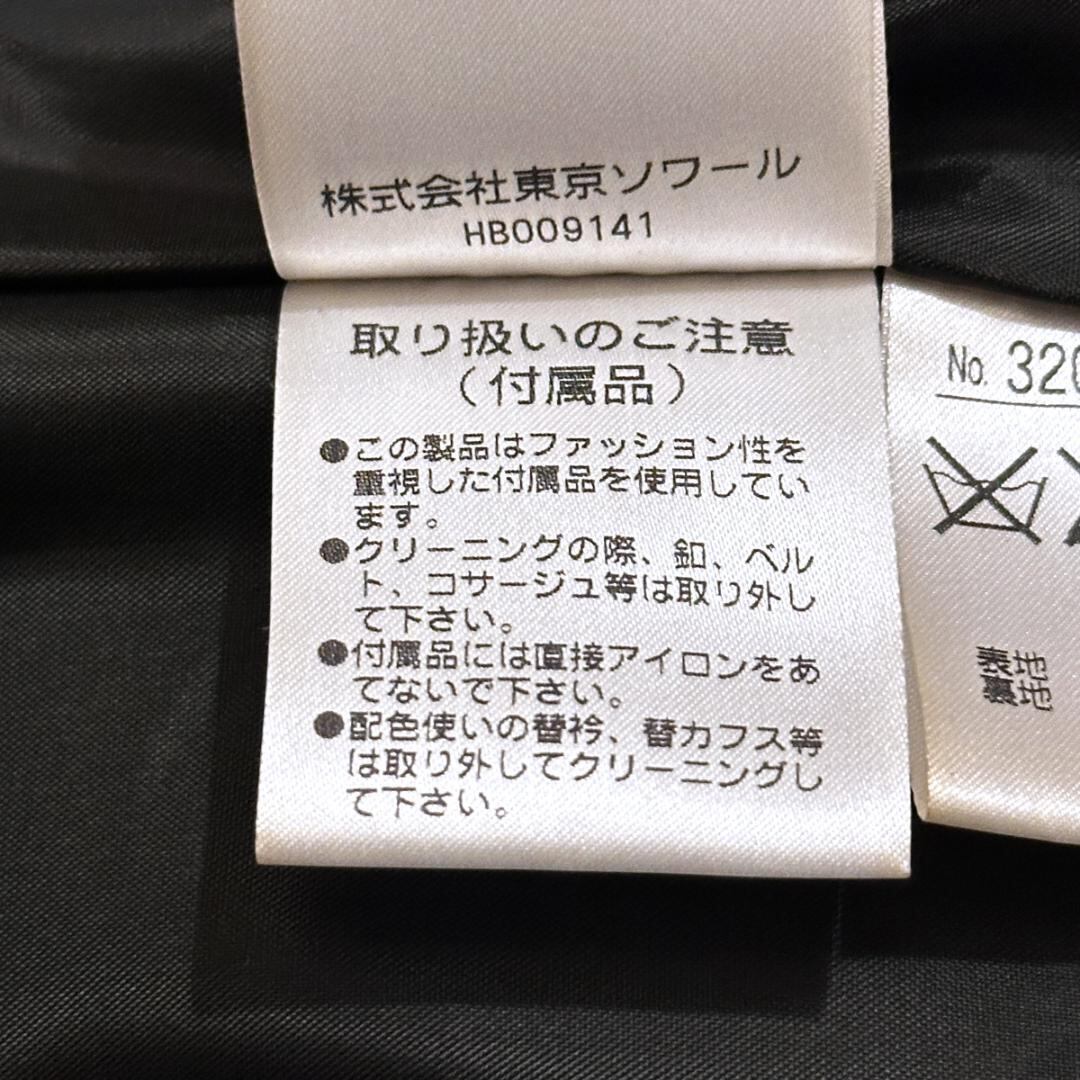 株式会社東京ソワール
HB009141
取り扱いのご注意
(付属品)
●この製品はファッション性を
重視した付属品を使用してい
ます。
●クリーニングの際、釦、ベル
ト、コサージュ等は取り外し
て下さい。
●付属品には直接アイロンをあ
てないで下さい。
●配色使いの替衿、替カフス等
は取り外してクリーニングし
て下さい。
No. 320
表地
裏地